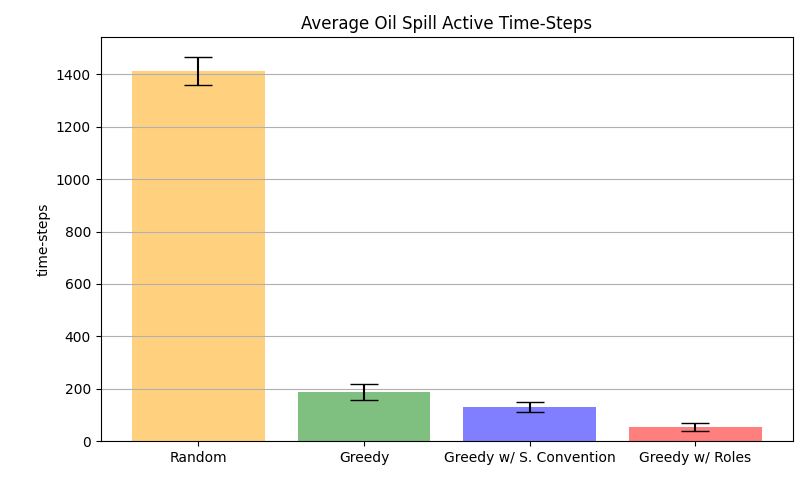 Average Oil Spill Active Time-Steps
time-steps
1400
1200
1000
800
600
400
200
0
Random
Greedy
Greedy w/ S. Convention
Greedy w/ Roles